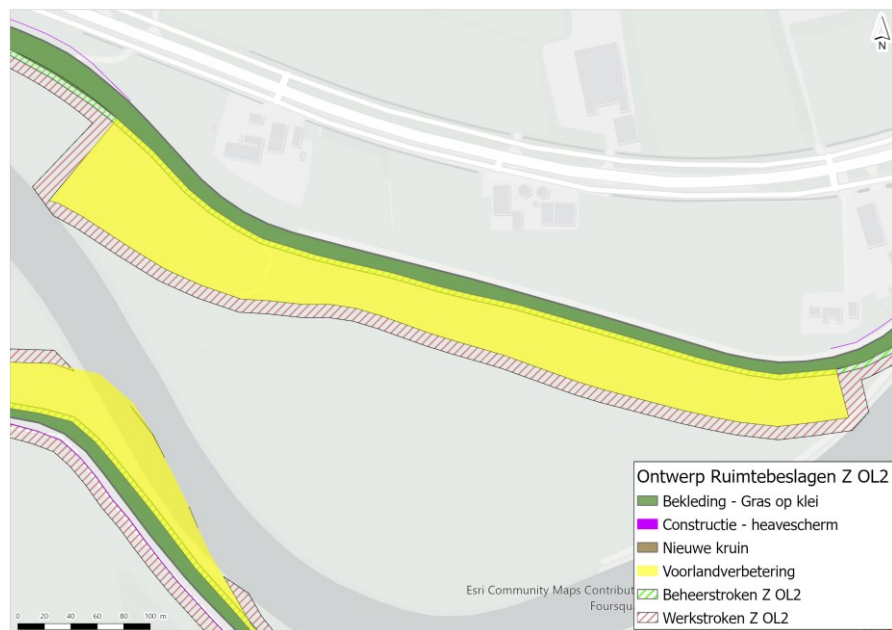 N
Ontwerp Ruimtebeslagen Z OL2
Bekleding - Gras op klei
Constructie - heavescherm
Nieuwe kruin
Voorlandverbetering
Beheerstroken Z OL2
Werkstroken Z OL2
Esri Community Maps Contribut
Foursqu
0 20 40 60 80 100 m